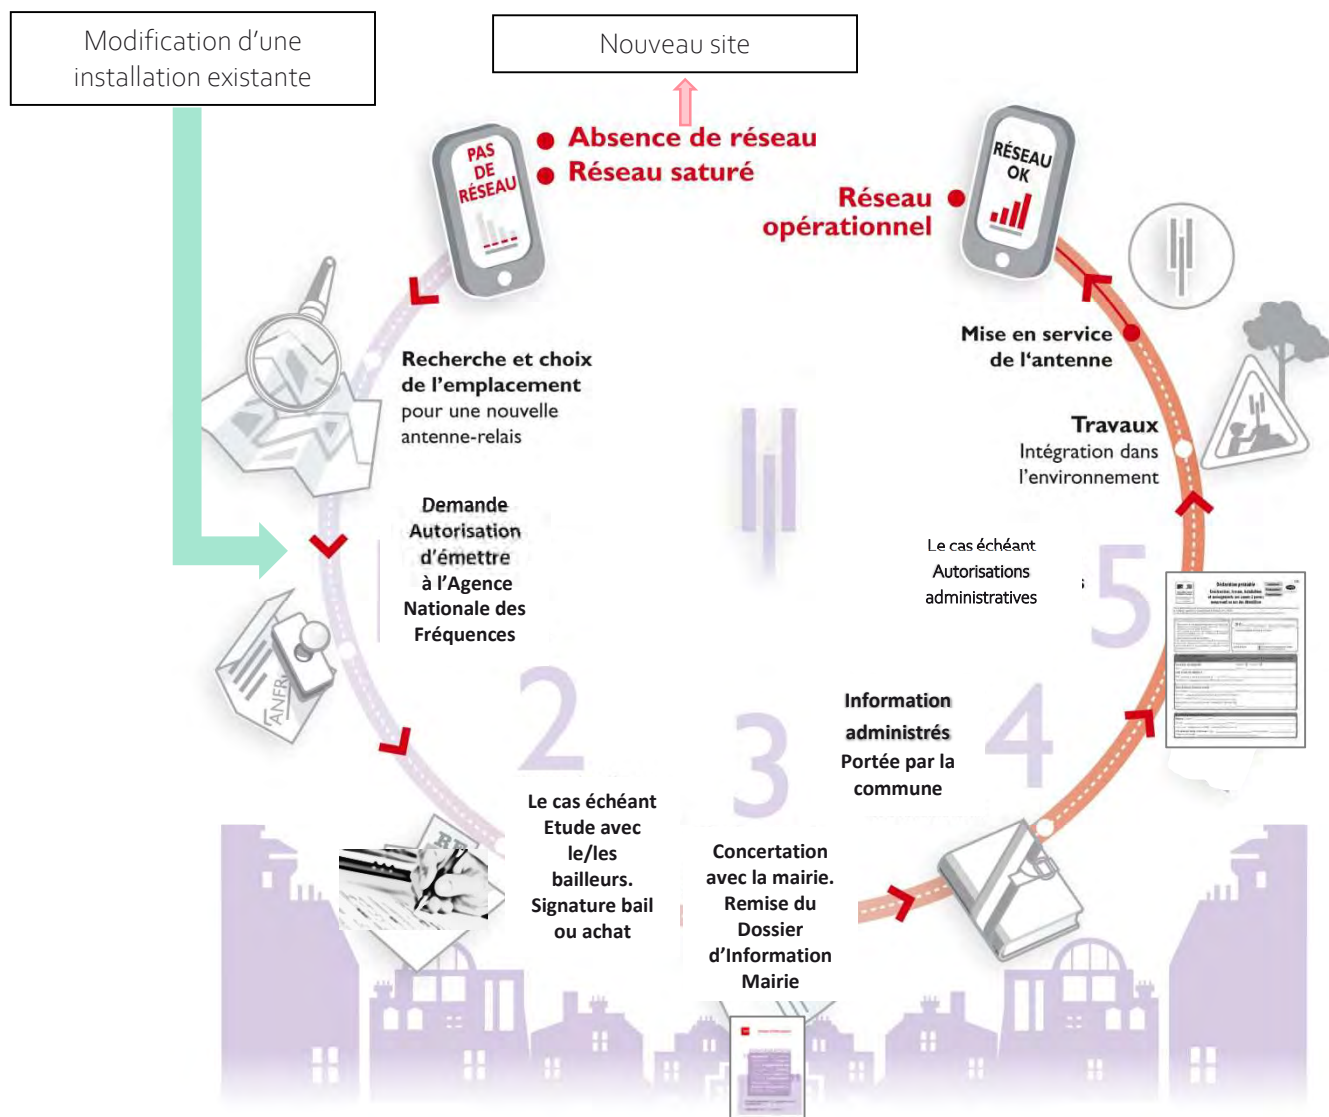 Modification d’une
installation existante
Nouveau site
Absence de réseau
Réseau saturé
PAS
DE
RÉSEAU
RÉSEAU
OK
Réseau
opérationnel
Recherche et choix
de l’emplacement
pour une nouvelle
antenne-relais
Mise en service
de l‘antenne
Travaux
Intégration dans
l’environnement
Demande
Autorisation
d’émettre
à l’Agence
Nationale des
Fréquences
ANFR
Le cas échéant
Autorisations
administratives
5
Déclaration préalable
2
3
4
Information
administrés
Portée par la
commune
Le cas échéant
Etude avec
le/les
bailleurs.
Signature bail
ou achat
Concertation
avec la mairie.
Remise du
Dossier
d’Information
Mairie